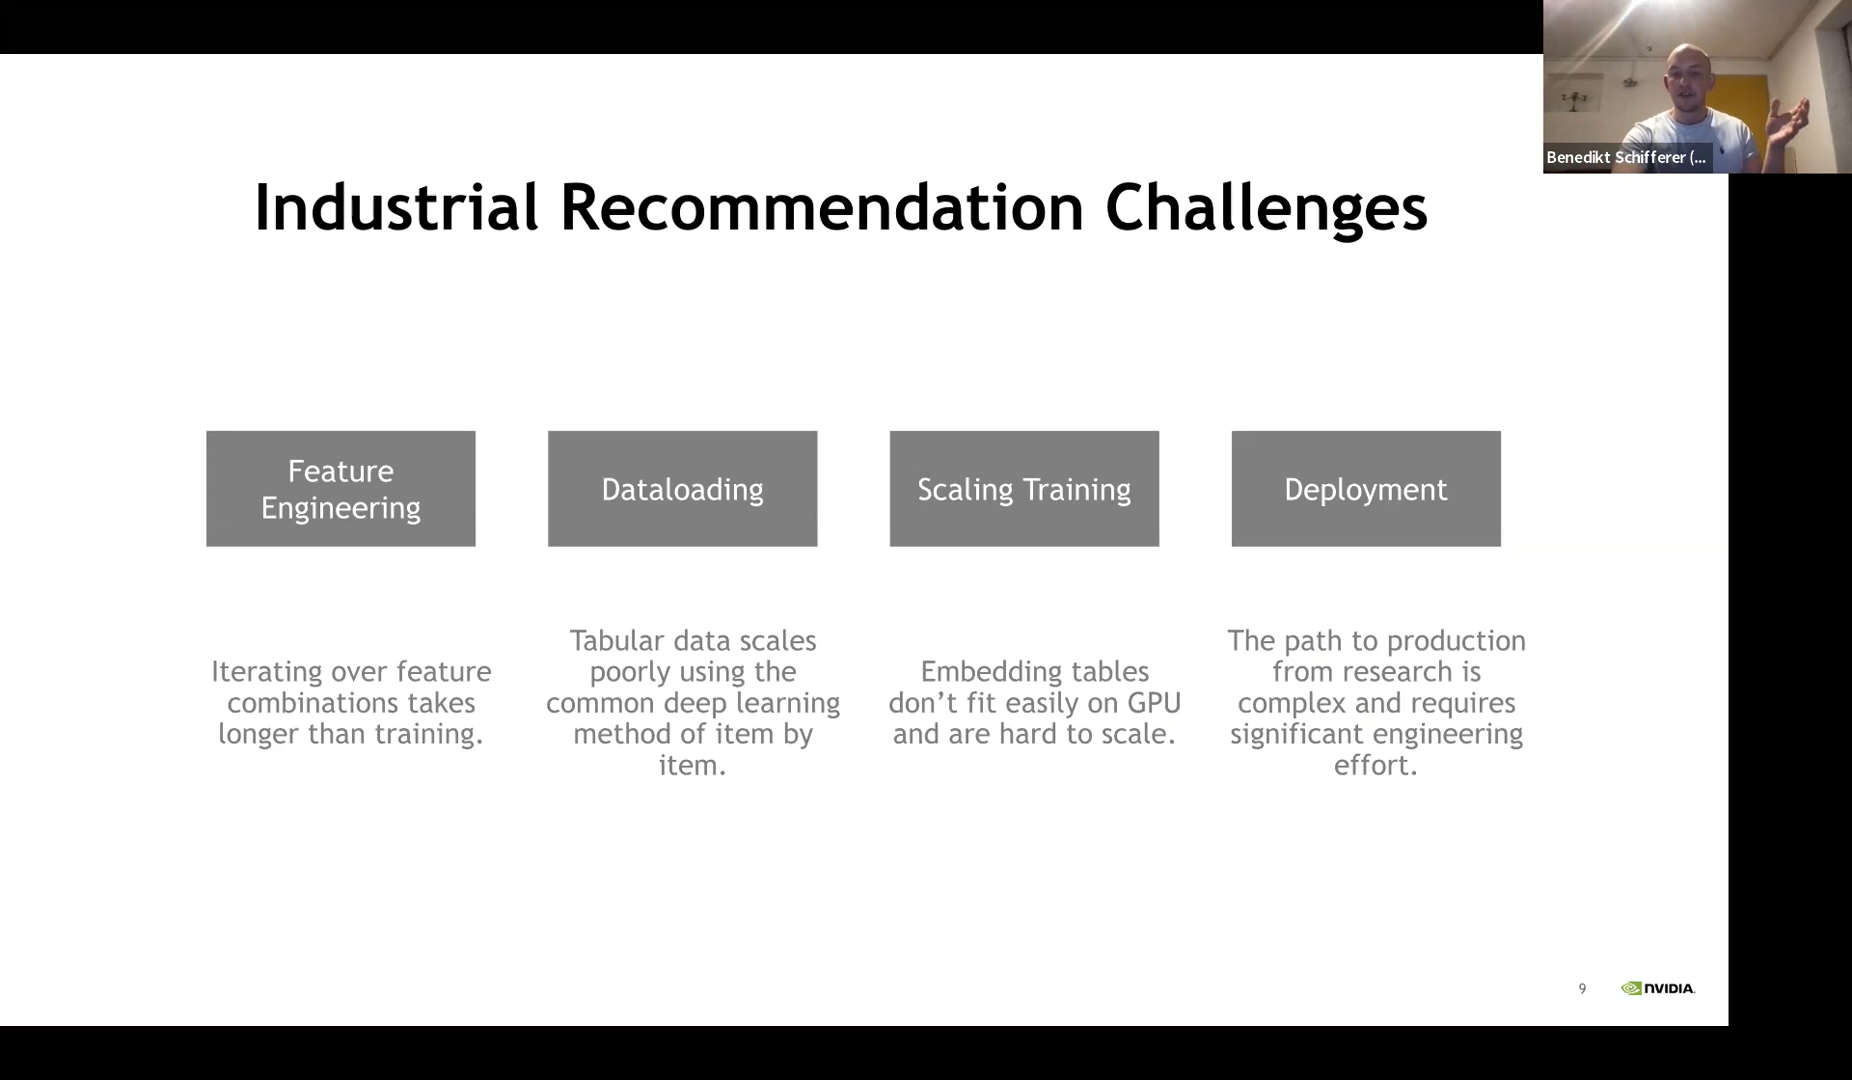 Benedikt Schifferer (...
Industrial Recommendation Challenges
Feature
Engineering
Dataloading
Scaling Training
Deployment
Iterating over feature
combinations takes
longer than training.
Tabular data scales
poorly using the
common deep learning
method of item by
item.
Embedding tables
don’t fit easily on GPU
and are hard to scale.
The path to production
from research is
complex and requires
significant engineering
effort.
9
NVIDIA.